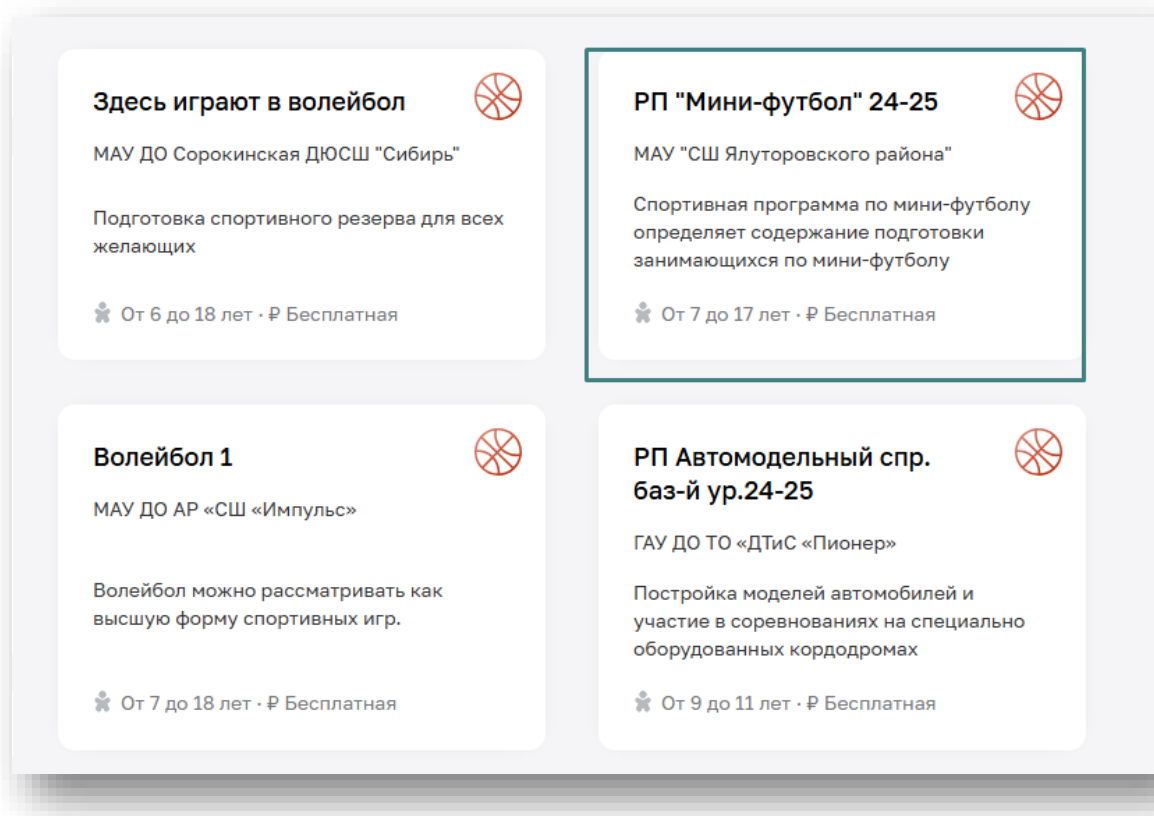 Здесь играют в волейбол
МАУ ДО Сорокинская ДЮСШ "Сибирь"
Подготовка спортивного резерва для всех
желающих
От 6 до 18 лет · ₽ Бесплатная
РП "Мини-футбол" 24-25
МАУ "СШ Ялуторовского района"
Спортивная программа по мини-футболу
определяет содержание подготовки
занимающихся по мини-футболу
От 7 до 17 лет · ₽ Бесплатная
Волейбол 1
МАУ ДО АР «СШ «Импульс»
Волейбол можно рассматривать как
высшую форму спортивных игр.
От 7 до 18 лет · ₽ Бесплатная
РП Автомодельный спр.
баз-й ур.24-25
ГАУ ДО ТО «ДТиС «Пионер»
Постройка моделей автомобилей и
участие в соревнованиях на специально
оборудованных кордодромах
От 9 до 11 лет · ₽ Бесплатная